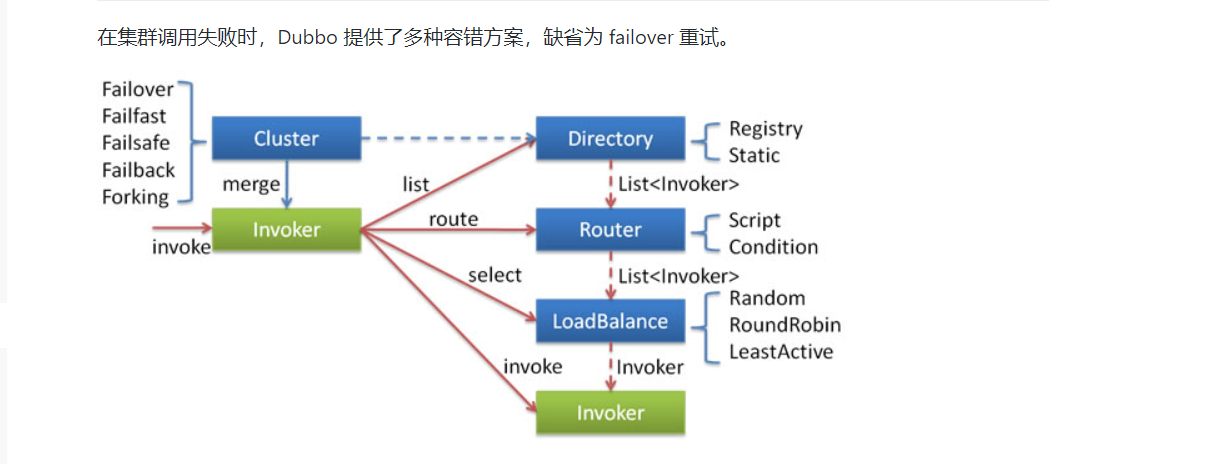 在集群调用失败时，Dubbo 提供了多种容错方案，缺省为 failover 重试。
Failover
Failfast
Failsafe
Failback
Forking
Cluster
Directory
Registry
Static
merge
list
List<Invoker>
invoke
Invoker
route
Router
Script
Condition
select
List<Invoker>
LoadBalance
Random
RoundRobin
LeastActive
invoke
Invoker
Invoker